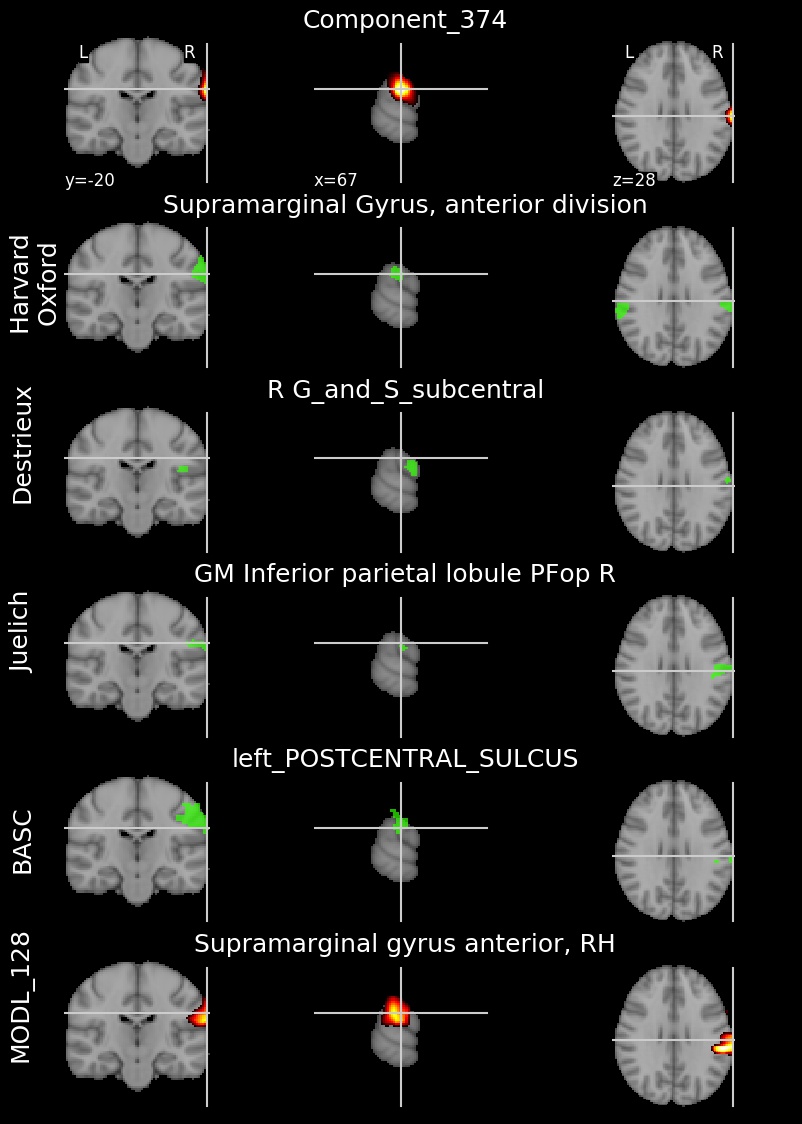 Component_374
L R L R
y=-20 x=67 z=28
Supramarginal Gyrus, anterior division
Harvard
Oxford
R G_and_S_subcentral
Destrieux
GM Inferior parietal lobule PFop R
Juelich
left_POSTCENTRAL_SULCUS
BASC
Supramarginal gyrus anterior, RH
MODL_128